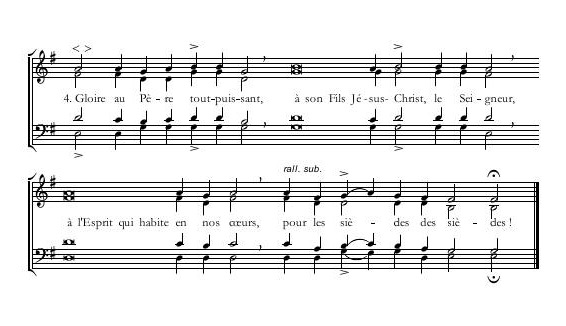 4. Gloire au Pè - re tout-puis-sant, à son Fils Jé - sus- Christ, le Sei - gneur,
rall. sub.
à l'Esprit qui habite en nos cœurs, pour les siè - des des siè - des !